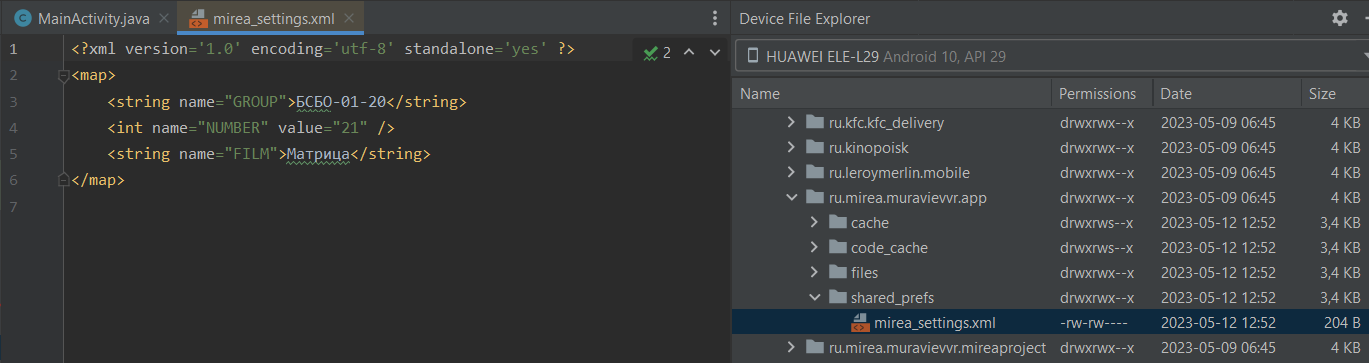 MainActivity.java mirea_settings.xml
1 <?xml version='1.0' encoding='utf-8' standalone='yes' ?> 2
2 <map>
3 <string name="GROUP">БСБО-01-20</string>
4 <int name="NUMBER" value="21" />
5 <string name="FILM">Матрица</string>
6 </map>
7
Device File Explorer
HUAWEI ELE-L29 Android 10, API 29
Name Permissions Date Size
ru.kfc.kfc_delivery drwxrwx--x 2023-05-09 06:45 4 KB
ru.kinopoisk drwxrwx--x 2023-05-09 06:45 4 KB
ru.leroymerlin.mobile drwxrwx--x 2023-05-09 06:45 4 KB
ru.mirea.muravievvr.app drwxrwx--x 2023-05-09 06:45 4 KB
cache drwxrws--x 2023-05-12 12:52 3,4 KB
code_cache drwxrws--x 2023-05-12 12:52 3,4 KB
files drwxrwx--x 2023-05-12 12:52 3,4 KB
shared_prefs drwxrwx--x 2023-05-12 12:52 3,4 KB
mirea_settings.xml -rw-rw---- 2023-05-12 12:52 204 B
ru.mirea.muravievvr.mireaproject drwxrwx--x 2023-05-09 06:45 4 KB